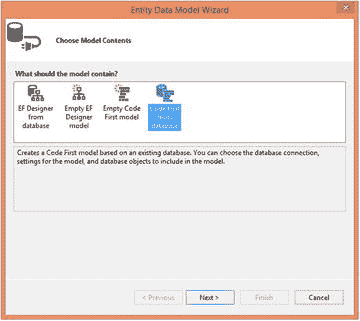 Entity Data Model Wizard
Choose Model Contents
What should the model contain?
EF Designer
from
database
Empty EF
Designer
model
Empty Code
First model
Code First
from
database
Creates a Code First model based on an existing database. You can choose the database connection,
settings for the model, and database objects to include in the model.
< Previous
Next >
Finish
Cancel